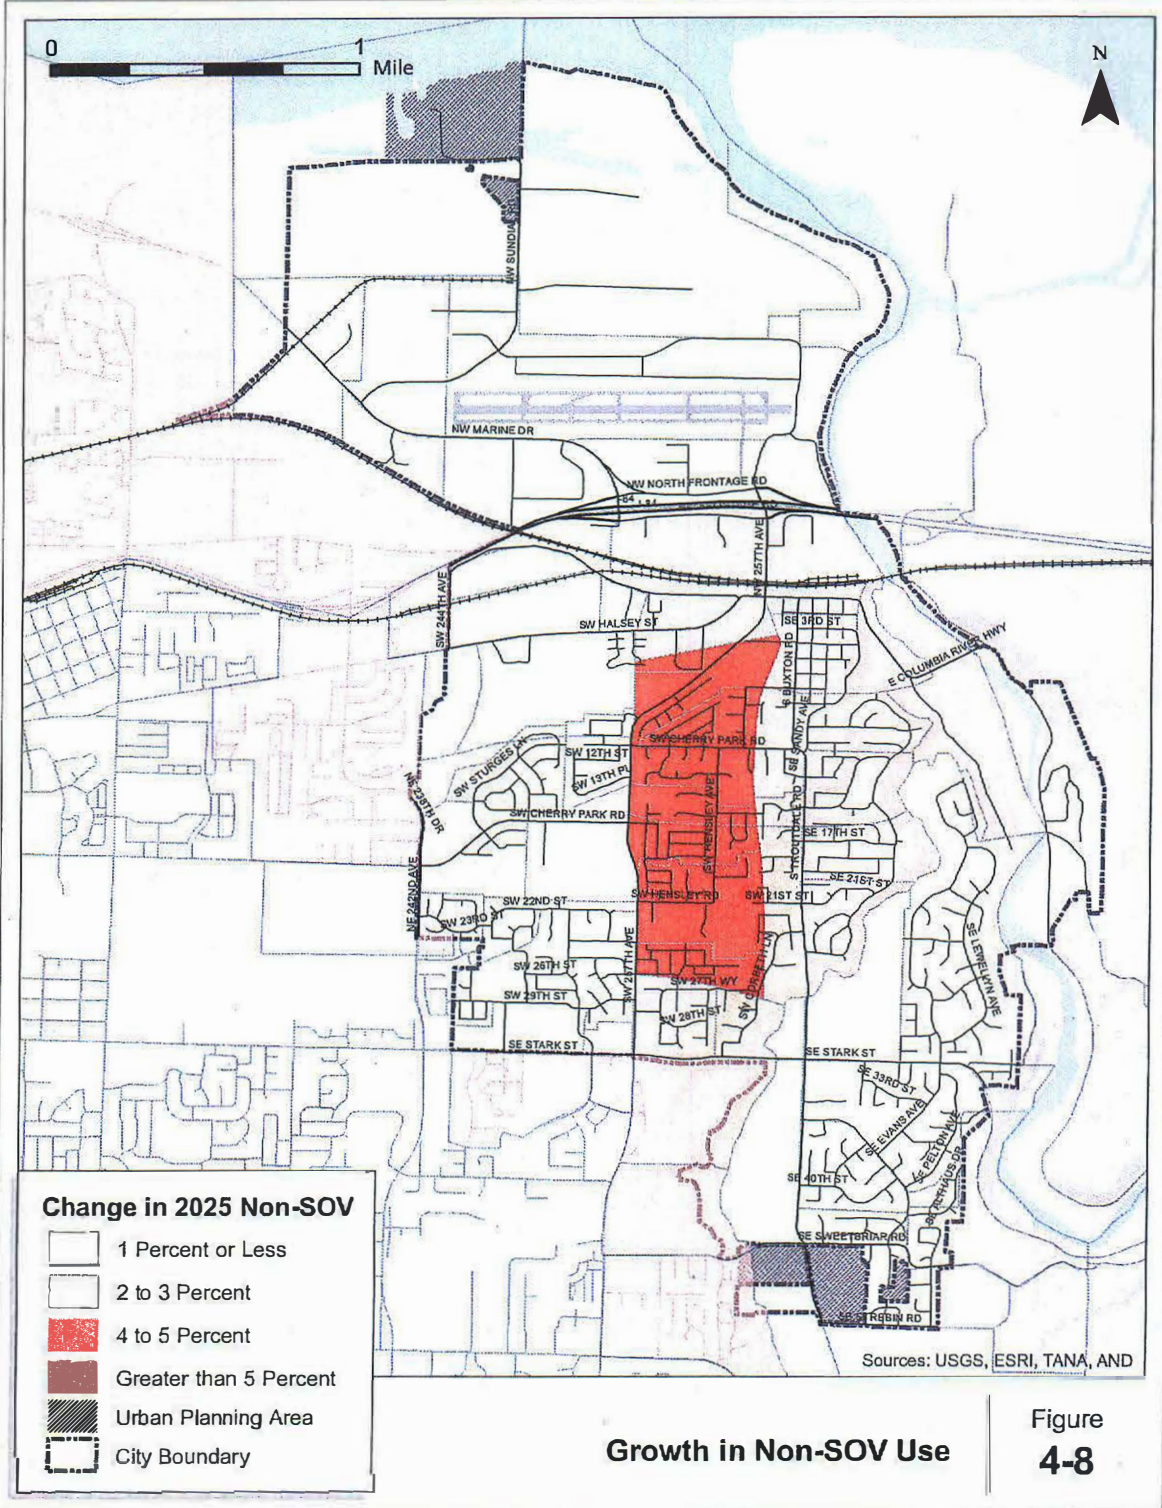 0 1
Mile
N
NW SUNDIAL
NW MARINE DR
NW NORTH FRONTAGE RD
NW 257TH AVE
SW 244TH AVE
SW HALSEY ST
SE 3RD ST
E COLUMBIA RIVER HWY
S BUXTON RD
SE SANDY AVE
SW CHERRY PARK RD
SW 12TH ST
SW STURGES LN
SW 13TH PL
NE 238TH DR
SW CHERRY PARK RD
SW HENSLEY AVE
S TROUTDALE RD
SE 17TH ST
SE 21ST ST
NE 242ND AVE
SW HENSLEY RD
SW 21ST ST
SW 22ND ST
SW 23RD ST
SE LEWELLYN AVE
SW 257TH AVE
SW CORBETH LN
SW 26TH ST
SW 27TH WY
SW 29TH ST
SW 28TH ST
SE STARK ST
SE STARK ST
SE 33RD ST
SE EVANS AVE
SE PELTON AVE
SE 40TH ST
SE ALTHAUS DR
SE SWEETBRIAR RD
SE STREBIN RD
Sources: USGS, ESRI, TANA, AND
Change in 2025 Non-SOV
1 Percent or Less
2 to 3 Percent
4 to 5 Percent
Greater than 5 Percent
Urban Planning Area
City Boundary
Growth in Non-SOV Use
Figure
4-8